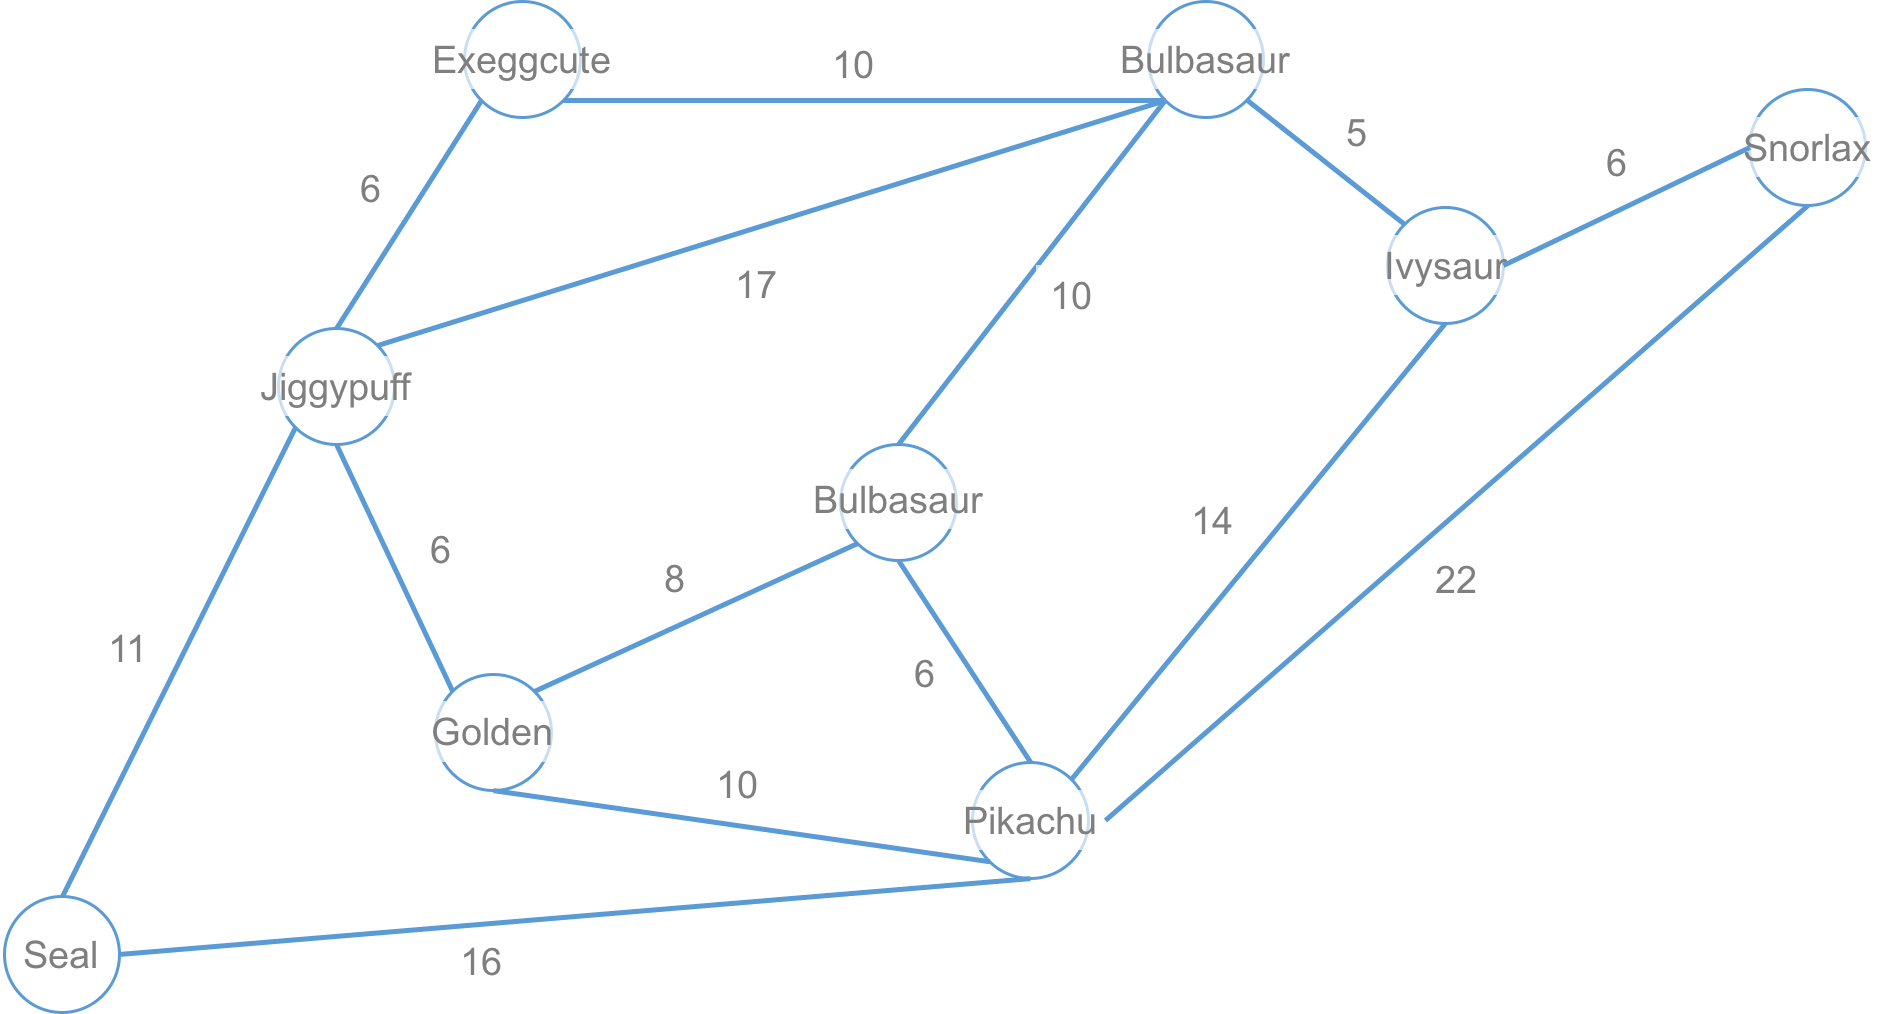 Exeggcute
10
Bulbasaur
5
Snorlax
6
6
17
10
Ivysaur
Jiggypuff
Bulbasaur
14
6
8
22
11
6
Golden
10
Pikachu
Seal
16